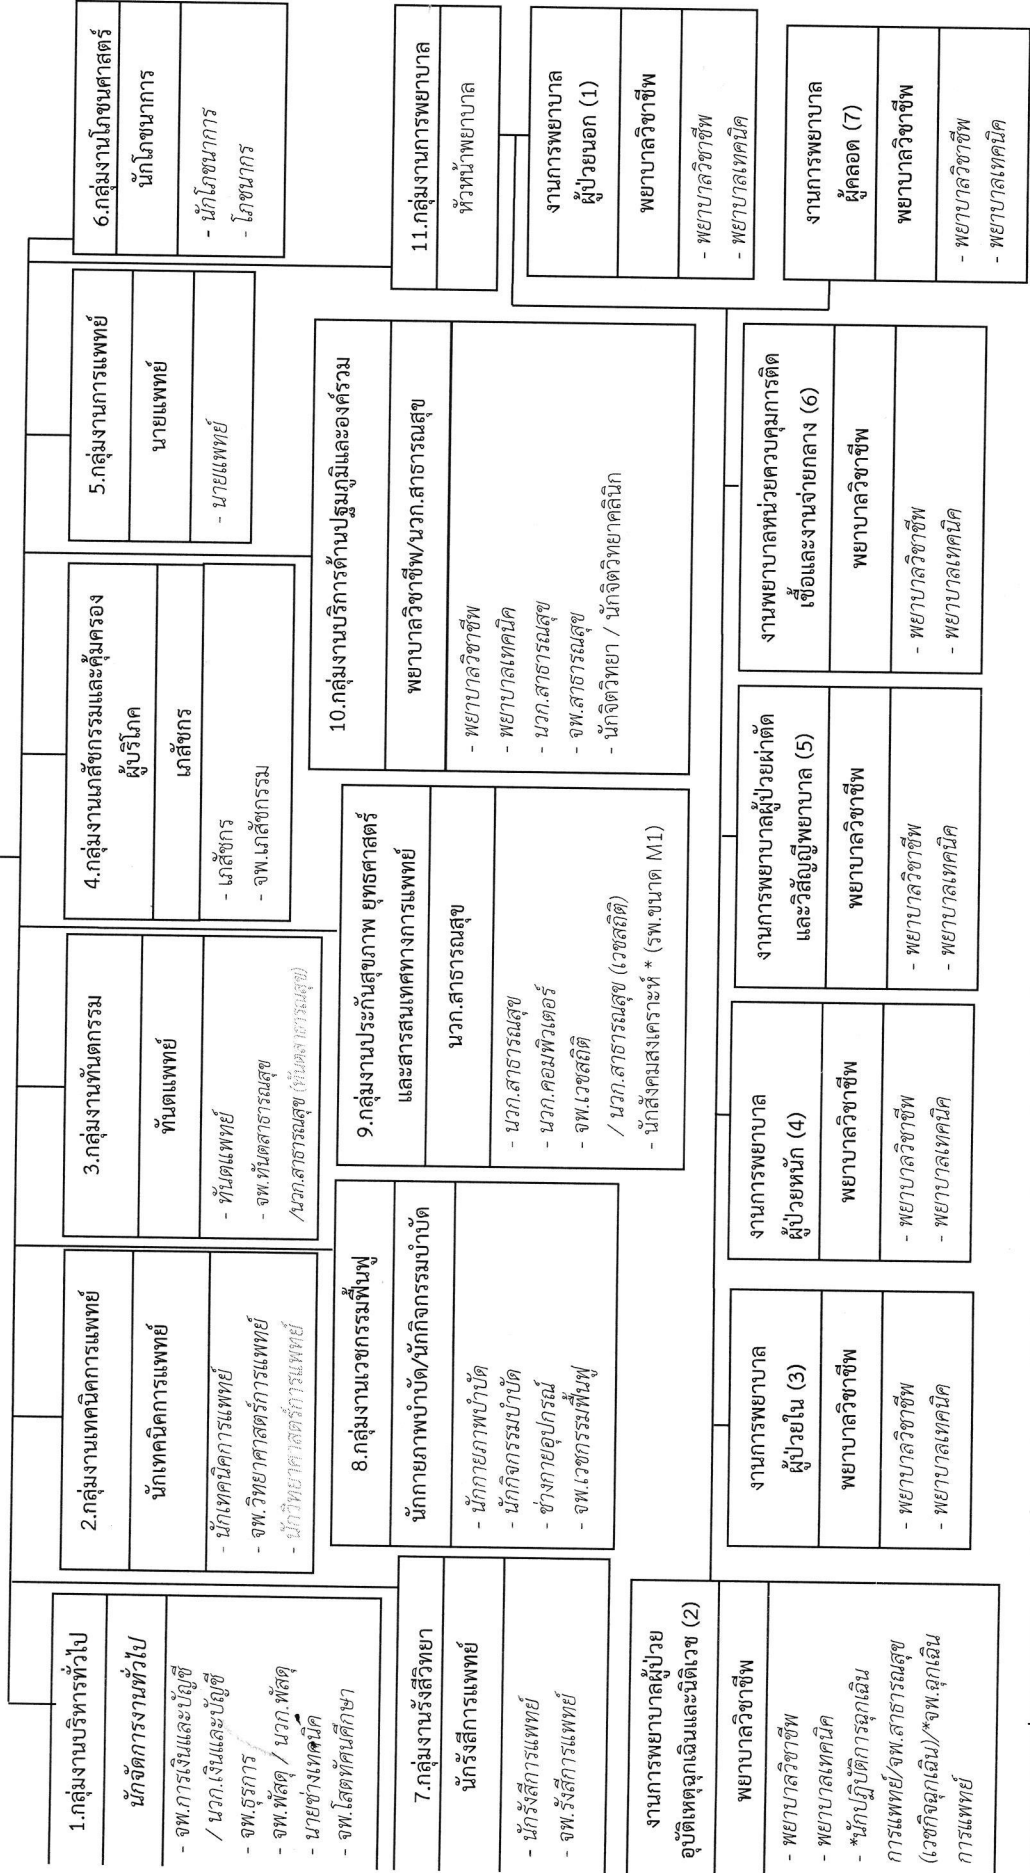 1.กลุ่มงานบริหารทั่วไป
นักจัดการงานทั่วไป
- จพ.การเงินและบัญชี
/ นวก.เงินและบัญชี
- จพ.ธุรการ
- จพ.พัสดุ / นวก.พัสดุ
- นายช่างเทคนิค
- จพ.โสตทัศนศึกษา
2.กลุ่มงานเทคนิคการแพทย์
นักเทคนิคการแพทย์
- นักเทคนิคการแพทย์
- จพ.วิทยาศาสตร์การแพทย์
- นักวิทยาศาสตร์การแพทย์
3.กลุ่มงานทันตกรรม
ทันตแพทย์
- ทันตแพทย์
- จพ.ทันตสาธารณสุข
/นวก.สาธารณสุข (ทันตสาธารณสุข)
4.กลุ่มงานเภสัชกรรมและคุ้มครอง
ผู้บริโภค
เภสัชกร
- เภสัชกร
- จพ.เภสัชกรรม
5.กลุ่มงานการแพทย์
นายแพทย์
- นายแพทย์
6.กลุ่มงานโภชนศาสตร์
นักโภชนาการ
- นักโภชนาการ
- โภชนากร
7.กลุ่มงานรังสีวิทยา
นักรังสีการแพทย์
- นักรังสีการแพทย์
- จพ.รังสีการแพทย์
8.กลุ่มงานเวชกรรมฟื้นฟู
นักกายภาพบำบัด/นักกิจกรรมบำบัด
- นักกายภาพบำบัด
- นักกิจกรรมบำบัด
- ช่างกายอุปกรณ์
- จพ.เวชกรรมฟื้นฟู
9.กลุ่มงานประกันสุขภาพ ยุทธศาสตร์
และสารสนเทศทางการแพทย์
นวก.สาธารณสุข
- นวก.สาธารณสุข
- นวก.คอมพิวเตอร์
- จพ.เวชสถิติ
/ นวก.สาธารณสุข (เวชสถิติ)
- นักสังคมสงเคราะห์ * (รพ.ขนาด M1)
10.กลุ่มงานบริการด้านปฐมภูมิและองค์รวม
พยาบาลวิชาชีพ/นวก.สาธารณสุข
- พยาบาลวิชาชีพ
- พยาบาลเทคนิค
- นวก.สาธารณสุข
- จพ.สาธารณสุข
- นักจิตวิทยา / นักจิตวิทยาคลินิก
11.กลุ่มงานการพยาบาล
หัวหน้าพยาบาล
งานการพยาบาล
ผู้ป่วยนอก (1)
พยาบาลวิชาชีพ
- พยาบาลวิชาชีพ
- พยาบาลเทคนิค
งานการพยาบาลผู้ป่วย
อุบัติเหตุฉุกเฉินและนิติเวช (2)
พยาบาลวิชาชีพ
- พยาบาลวิชาชีพ
- พยาบาลเทคนิค
- *นักปฏิบัติการฉุกเฉิน
การแพทย์/จพ.สาธารณสุข
(เวชกิจฉุกเฉิน)/*จพ.ฉุกเฉิน
การแพทย์
งานการพยาบาล
ผู้ป่วยใน (3)
พยาบาลวิชาชีพ
- พยาบาลวิชาชีพ
- พยาบาลเทคนิค
งานการพยาบาล
ผู้ป่วยหนัก (4)
พยาบาลวิชาชีพ
- พยาบาลวิชาชีพ
- พยาบาลเทคนิค
งานการพยาบาลผู้ป่วยผ่าตัด
และวิสัญญีพยาบาล (5)
พยาบาลวิชาชีพ
- พยาบาลวิชาชีพ
- พยาบาลเทคนิค
งานพยาบาลหน่วยควบคุมการติด
เชื้อและงานจ่ายกลาง (6)
พยาบาลวิชาชีพ
- พยาบาลวิชาชีพ
- พยาบาลเทคนิค
งานการพยาบาล
ผู้คลอด (7)
พยาบาลวิชาชีพ
- พยาบาลวิชาชีพ
- พยาบาลเทคนิค